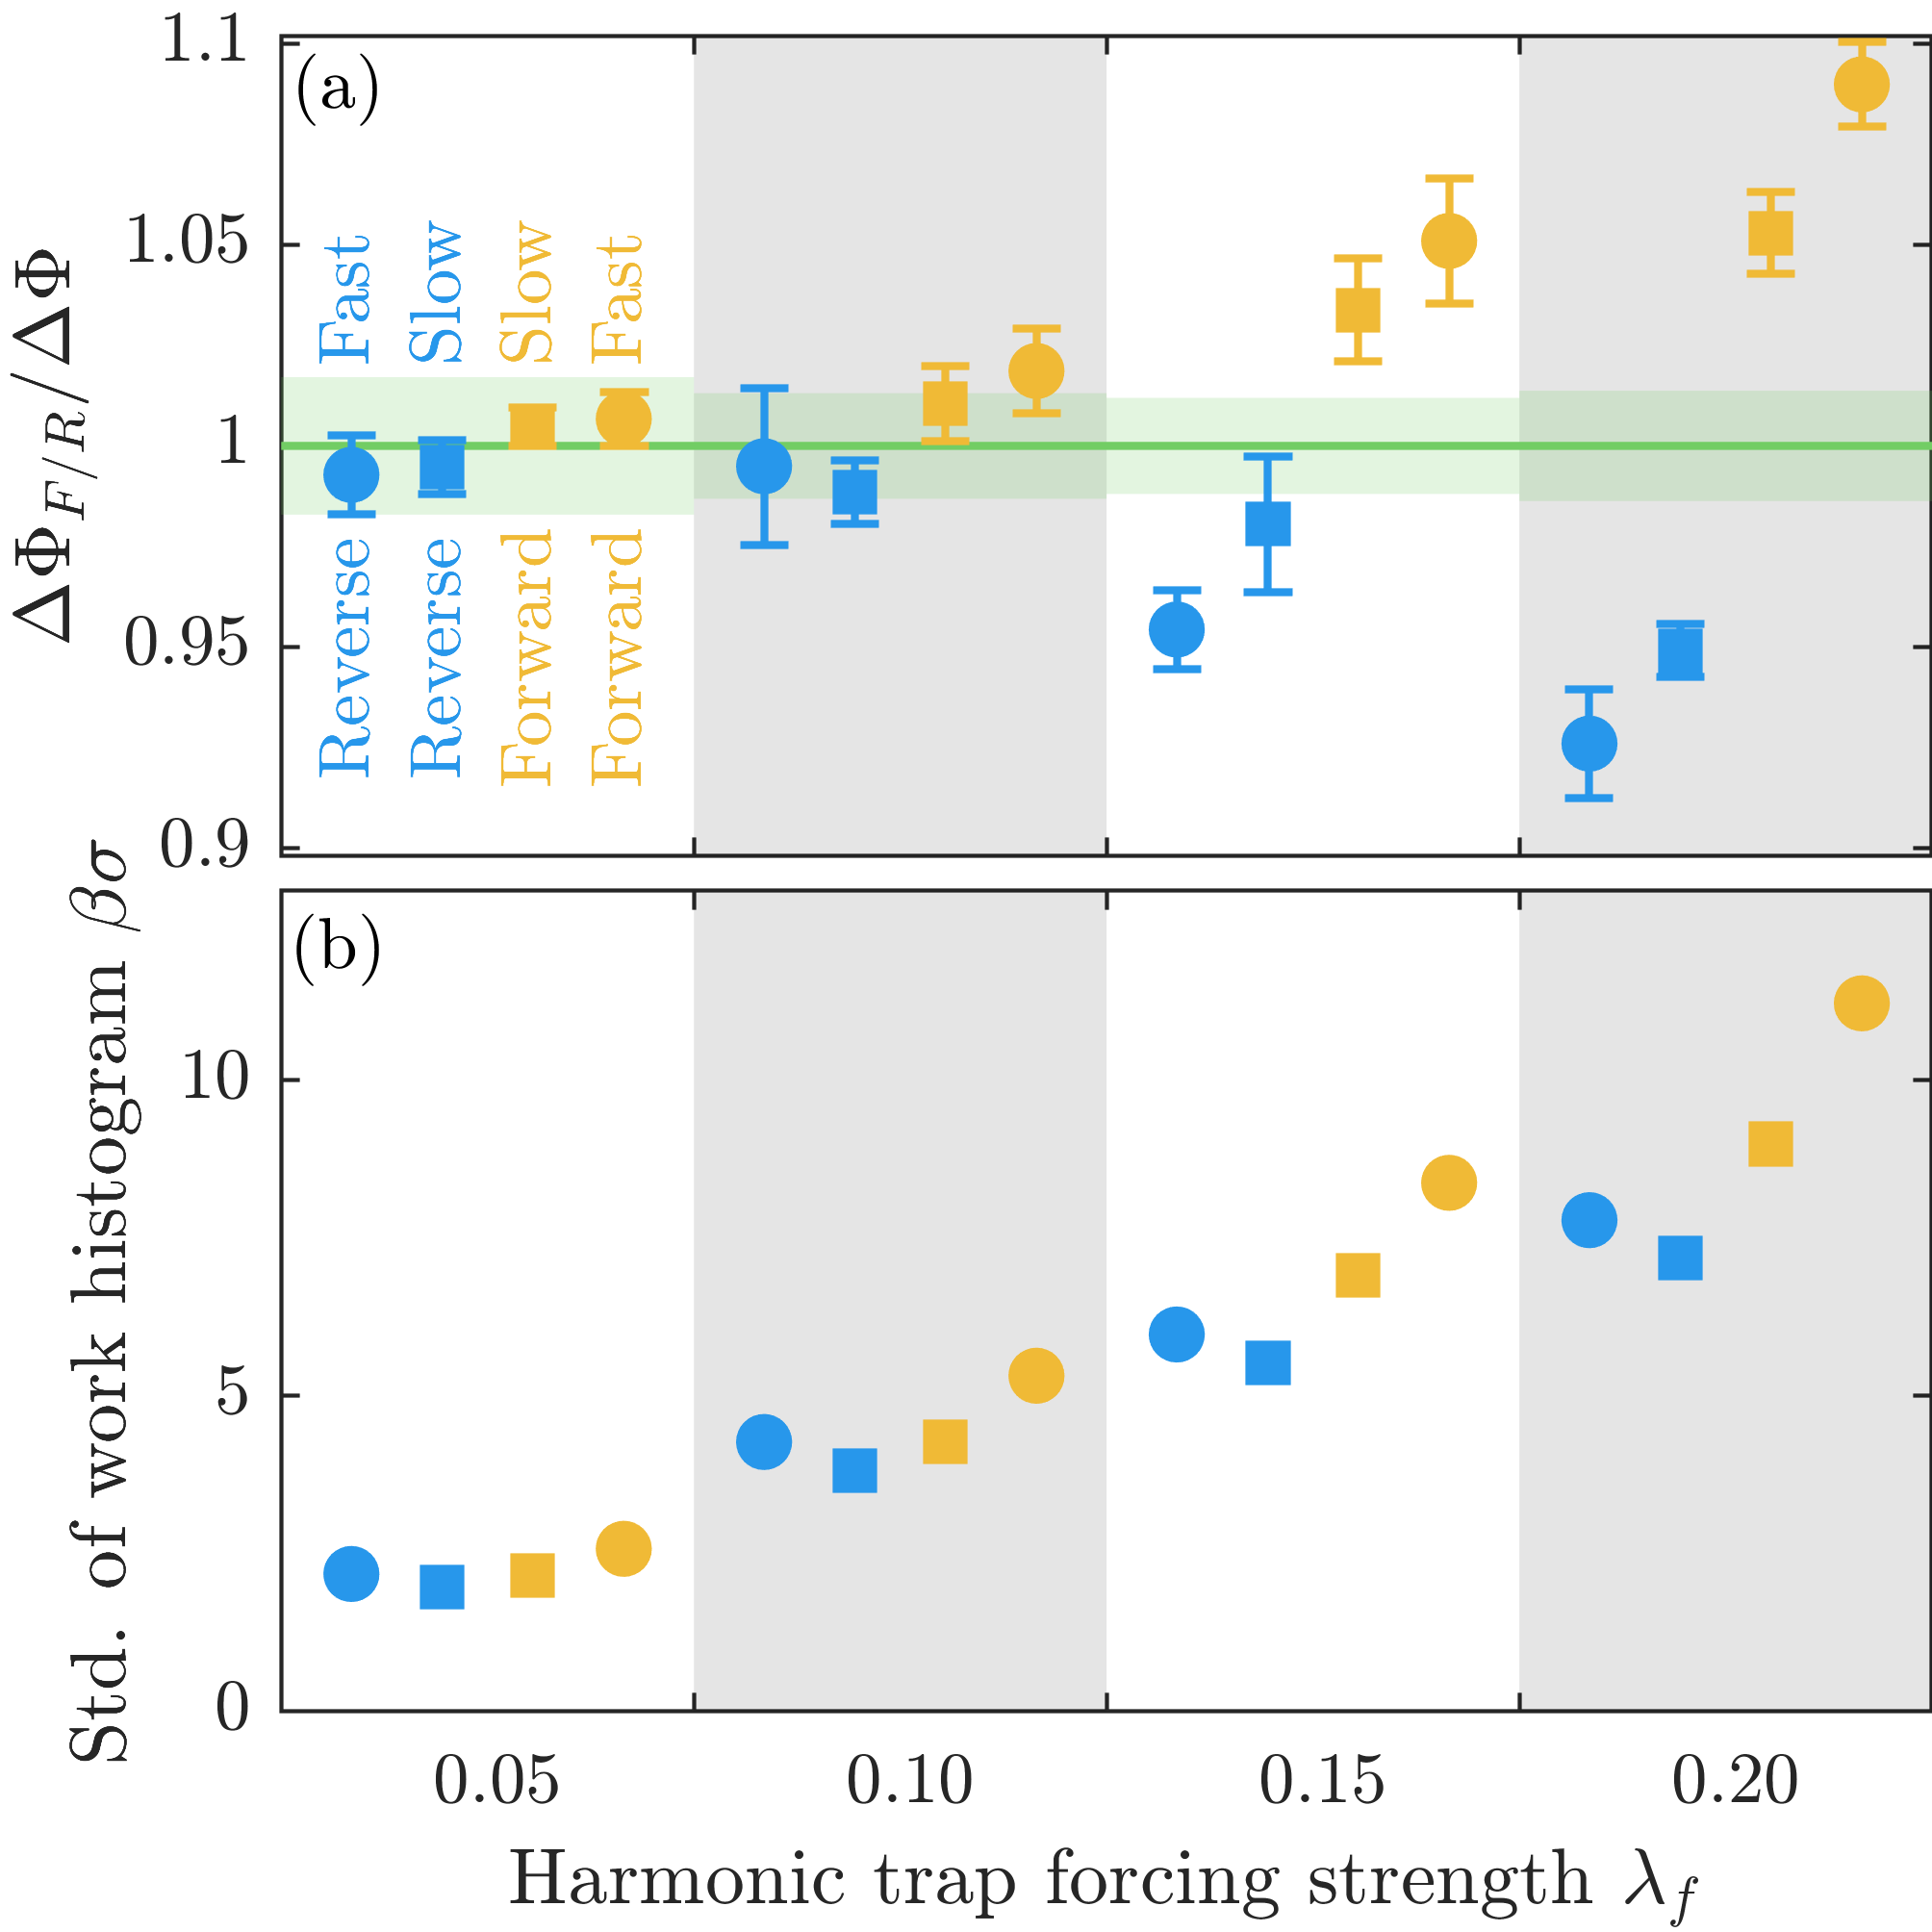 (a)
ΔΦ_{F/R}/ΔΦ
1.1
1.05
1
0.95
0.9
Fast
Slow
Slow
Fast
Reverse
Reverse
Forward
Forward
(b)
Std. of work histogram βσ
10
5
0
0.05
0.10
0.15
0.20
Harmonic trap forcing strength λ_f